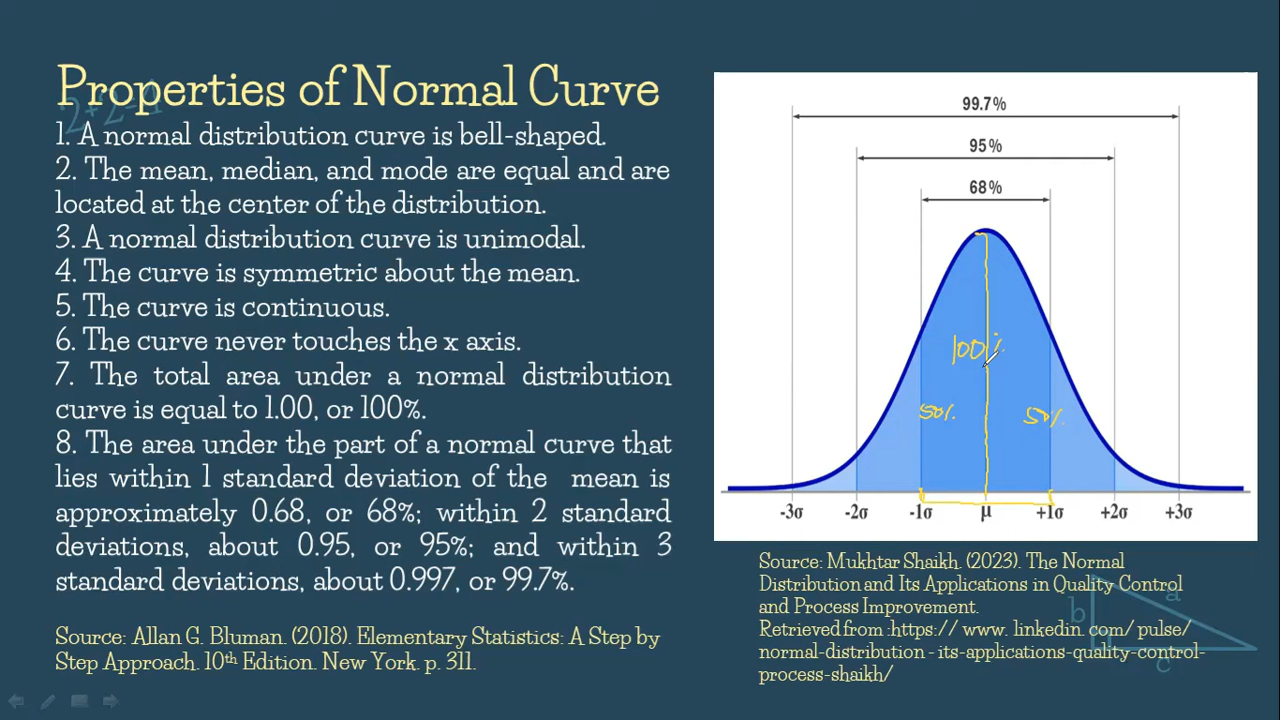 Properties of Normal Curve
2+2=4
1. A normal distribution curve is bell-shaped.
2. The mean, median, and mode are equal and are
located at the center of the distribution.
3. A normal distribution curve is unimodal.
4. The curve is symmetric about the mean.
5. The curve is continuous.
6. The curve never touches the x axis.
7. The total area under a normal distribution
curve is equal to 1.00, or 100%.
8. The area under the part of a normal curve that
lies within 1 standard deviation of the mean is
approximately 0.68, or 68%; within 2 standard
deviations, about 0.95, or 95%; and within 3
standard deviations, about 0.997, or 99.7%.
Source: Allan G. Bluman. (2018). Elementary Statistics: A Step by
Step Approach. 10th Edition. New York. p. 311.
99.7%
95%
68%
100%
50% 50%
-3σ -2σ -1σ μ +1σ +2σ +3σ
Source: Mukhtar Shaikh. (2023). The Normal
Distribution and Its Applications in Quality Control
and Process Improvement.
Retrieved from :https:// www. linkedin. com/ pulse/
normal-distribution - its-applications-quality-control-
process-shaikh/
a
b
c